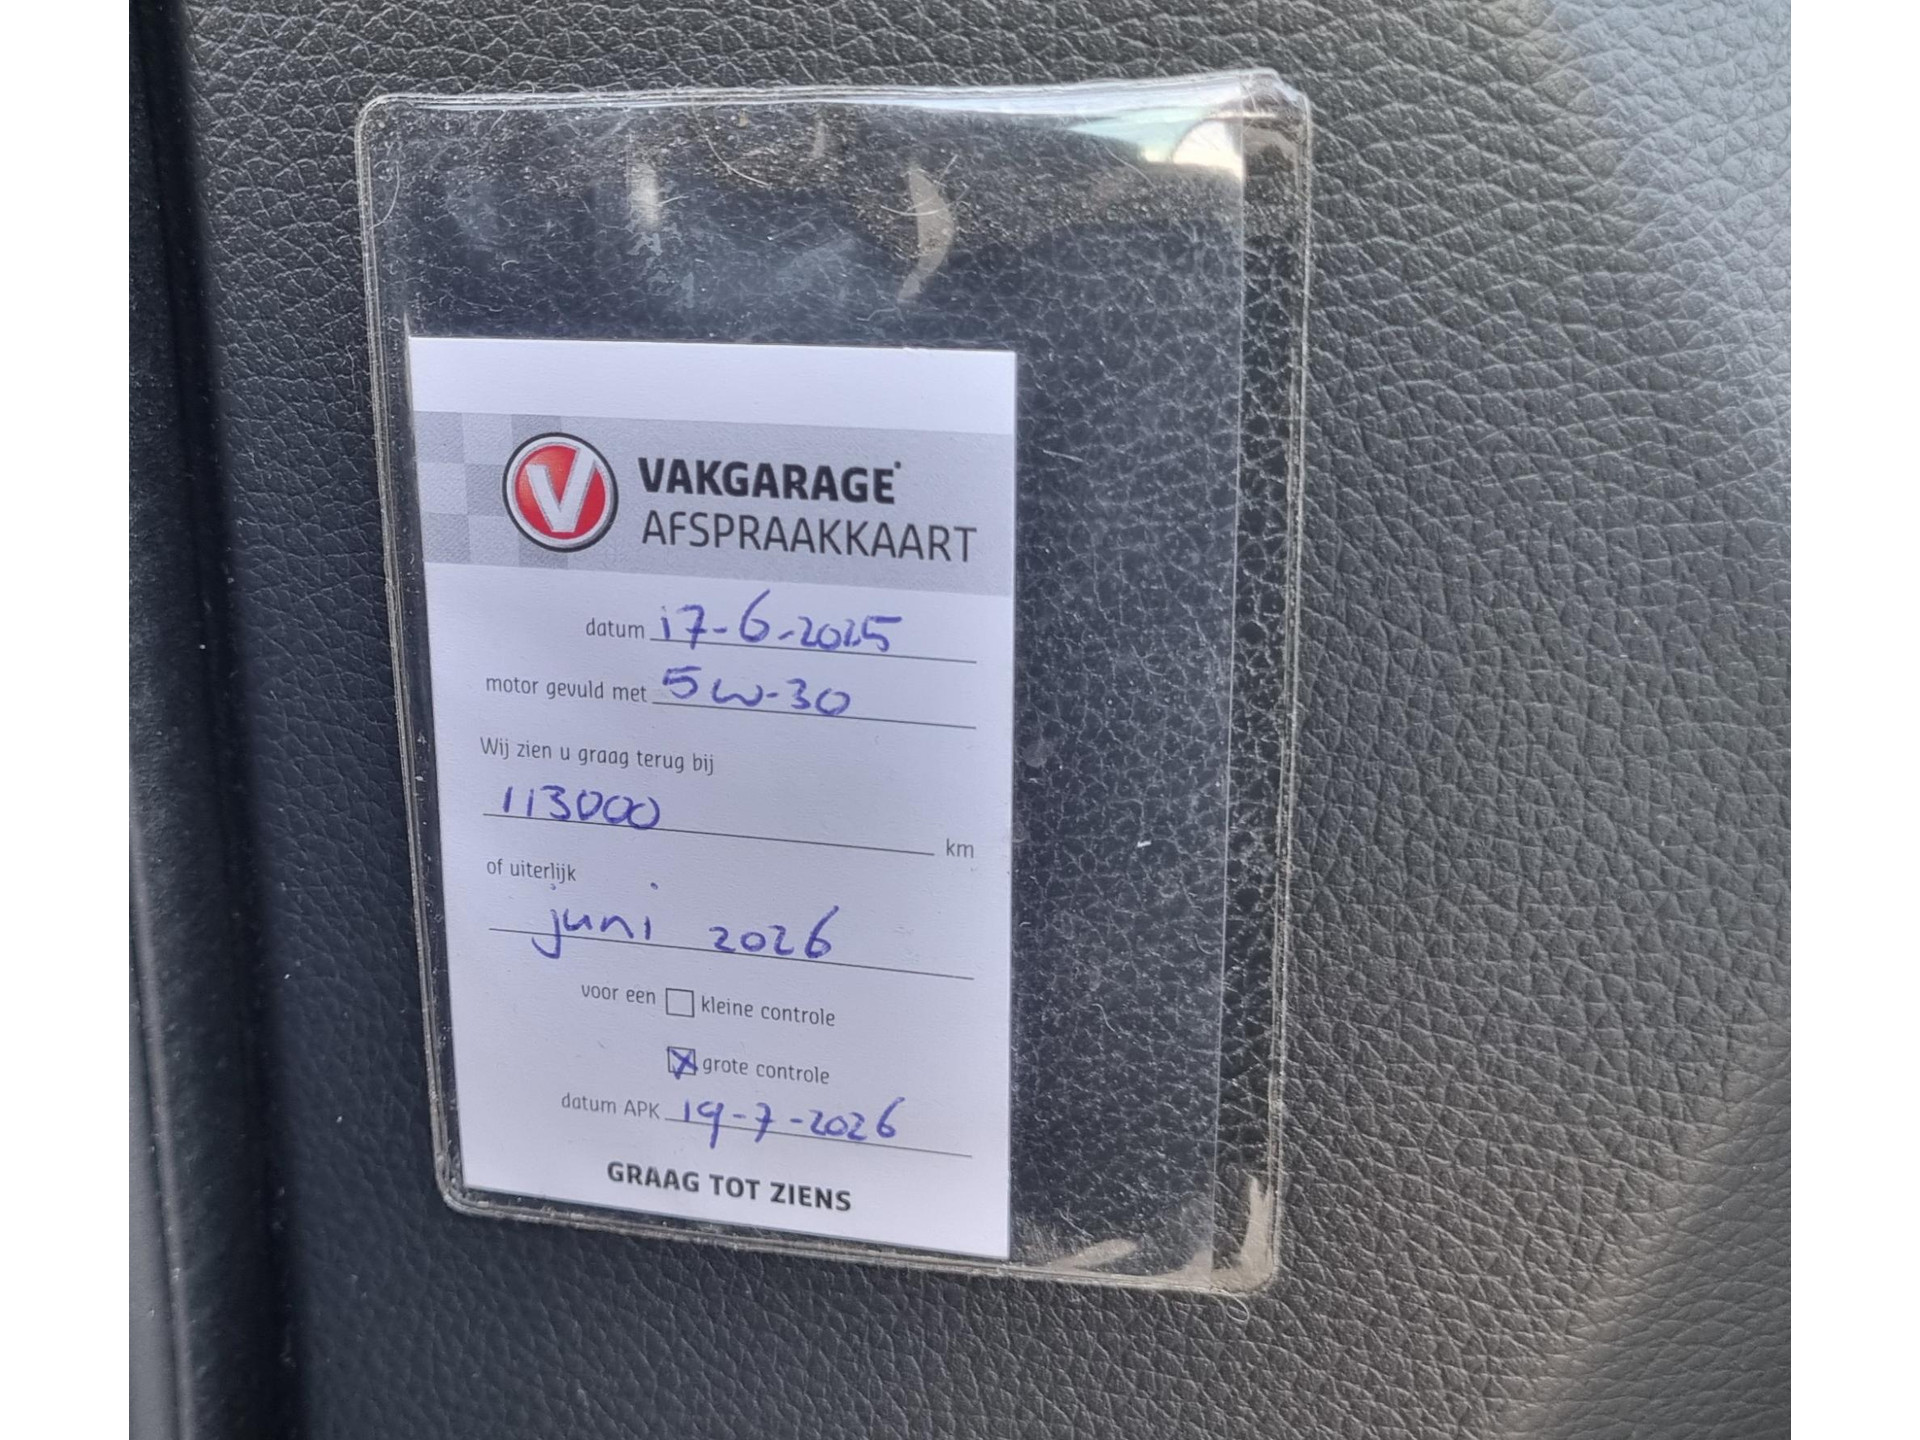 V VAKGARAGE
AFSPRAAKKAART
datum 17-6-2025
motor gevuld met 5W-30
Wij zien u graag terug bij
113000 km
of uiterlijk
juni 2026
voor een kleine controle
grote controle
datum APK 19-7-2026
GRAAG TOT ZIENS